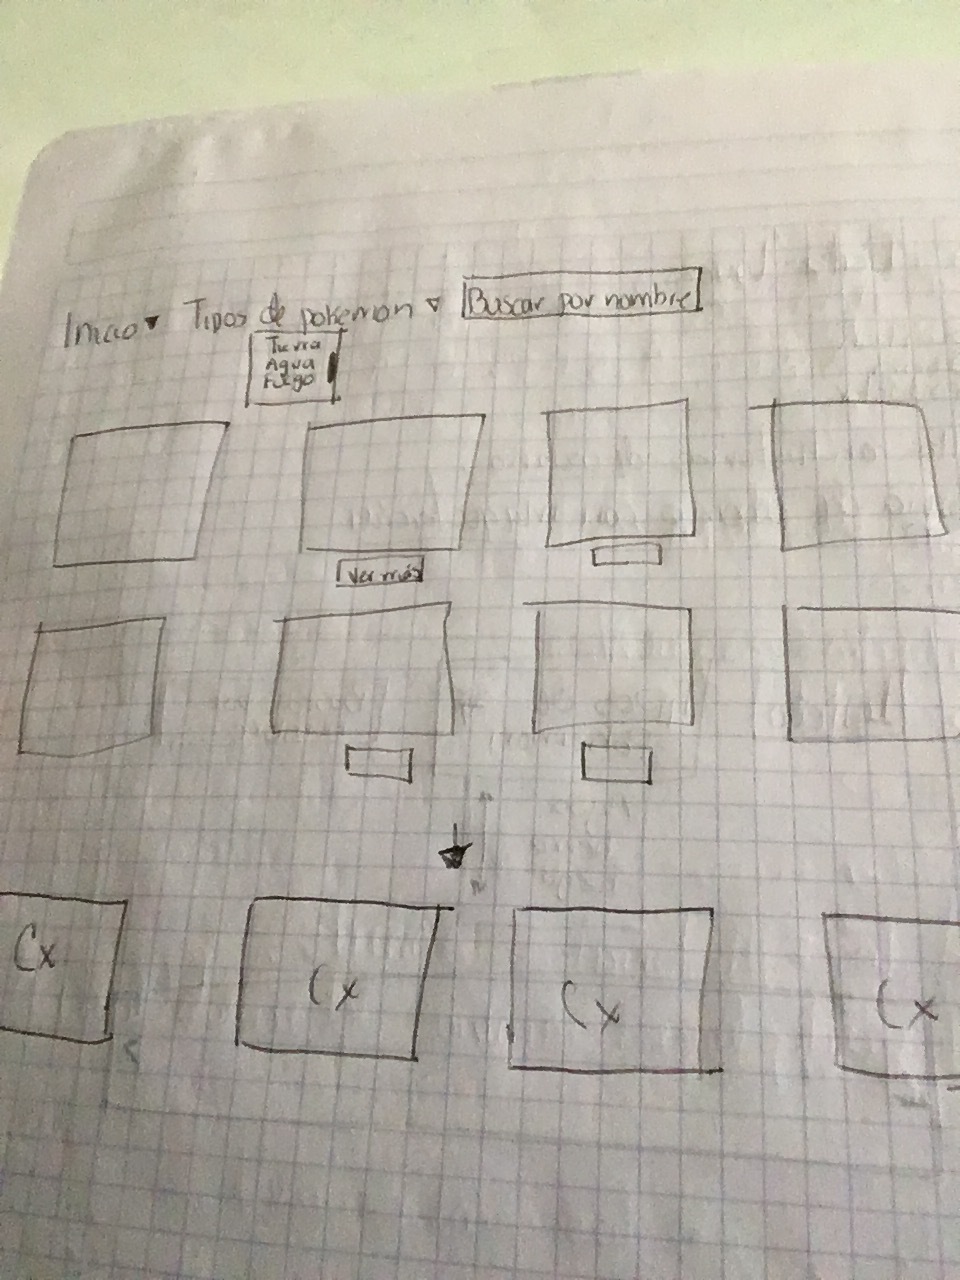 Inicio Tipos de pokemon Buscar por nombre
Tierra
Agua
Fuego
Ver más
Cx Cx Cx Cx